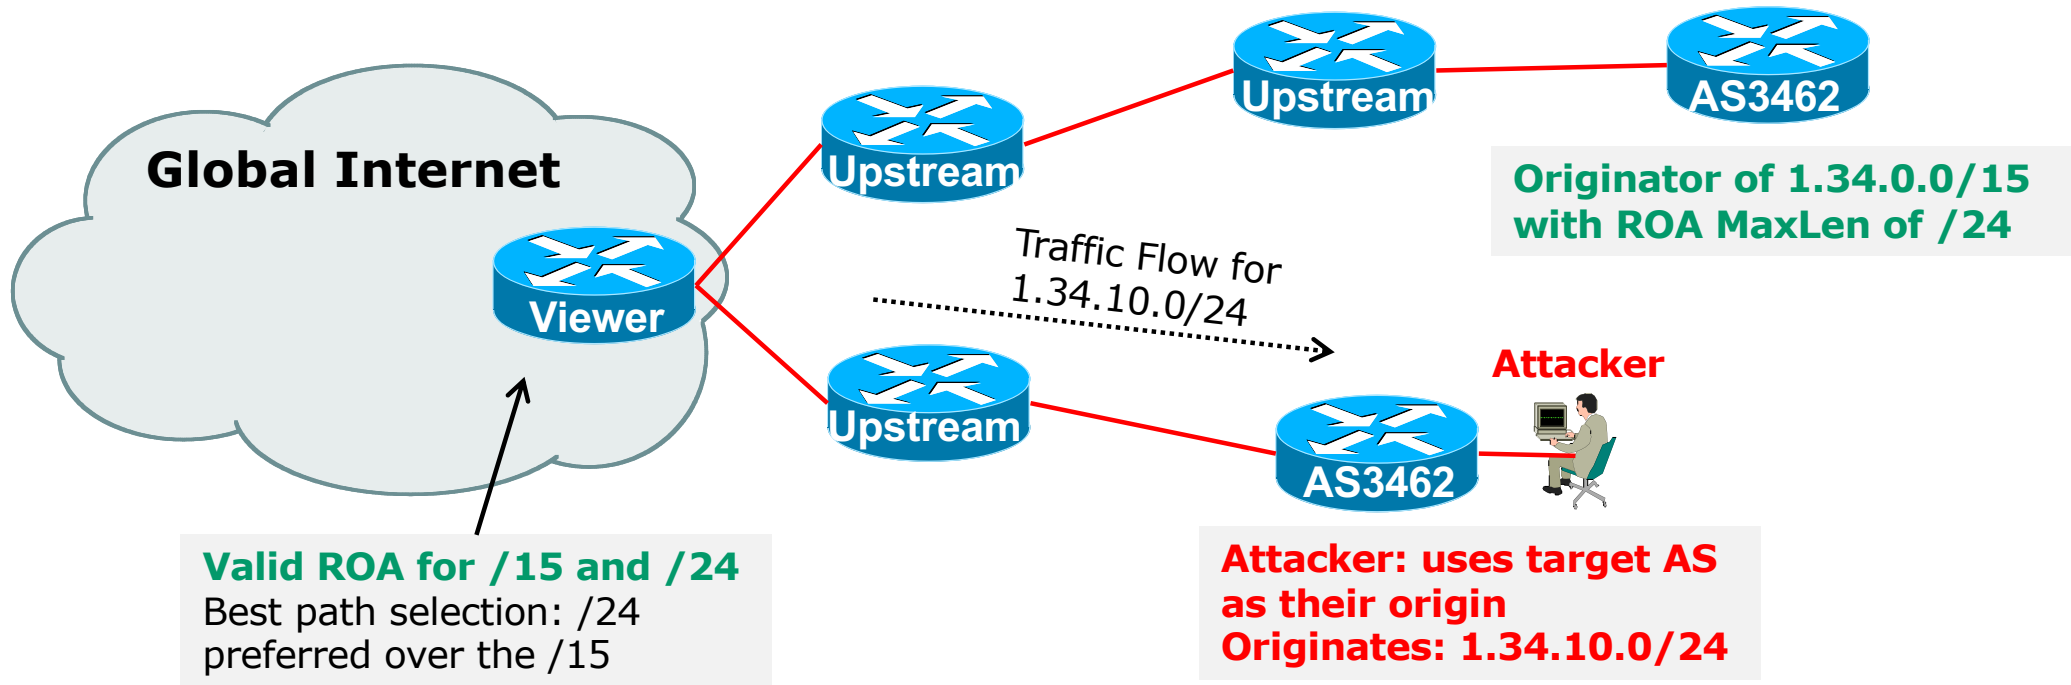 Upstream
AS3462
Global Internet
Upstream
Originator of 1.34.0.0/15
with ROA MaxLen of /24
Traffic Flow for
1.34.10.0/24
Viewer
Attacker
Upstream
AS3462
Valid ROA for /15 and /24
Best path selection: /24
preferred over the /15
Attacker: uses target AS
as their origin
Originates: 1.34.10.0/24